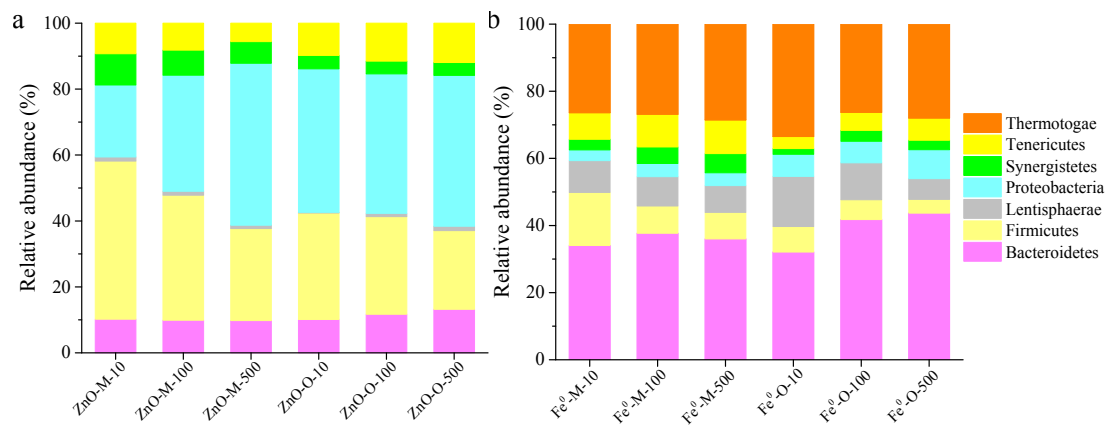 a
Relative abundance (%)
100
80
60
40
20
0
ZnO-M-10
ZnO-M-100
ZnO-M-500
ZnO-O-10
ZnO-O-100
ZnO-O-500
b
Relative abundance (%)
100
80
60
40
20
0
Fe⁰-M-10
Fe⁰-M-100
Fe⁰-M-500
Fe⁰-O-10
Fe⁰-O-100
Fe⁰-O-500
Thermotogae
Tenericutes
Synergistetes
Proteobacteria
Lentisphaerae
Firmicutes
Bacteroidetes